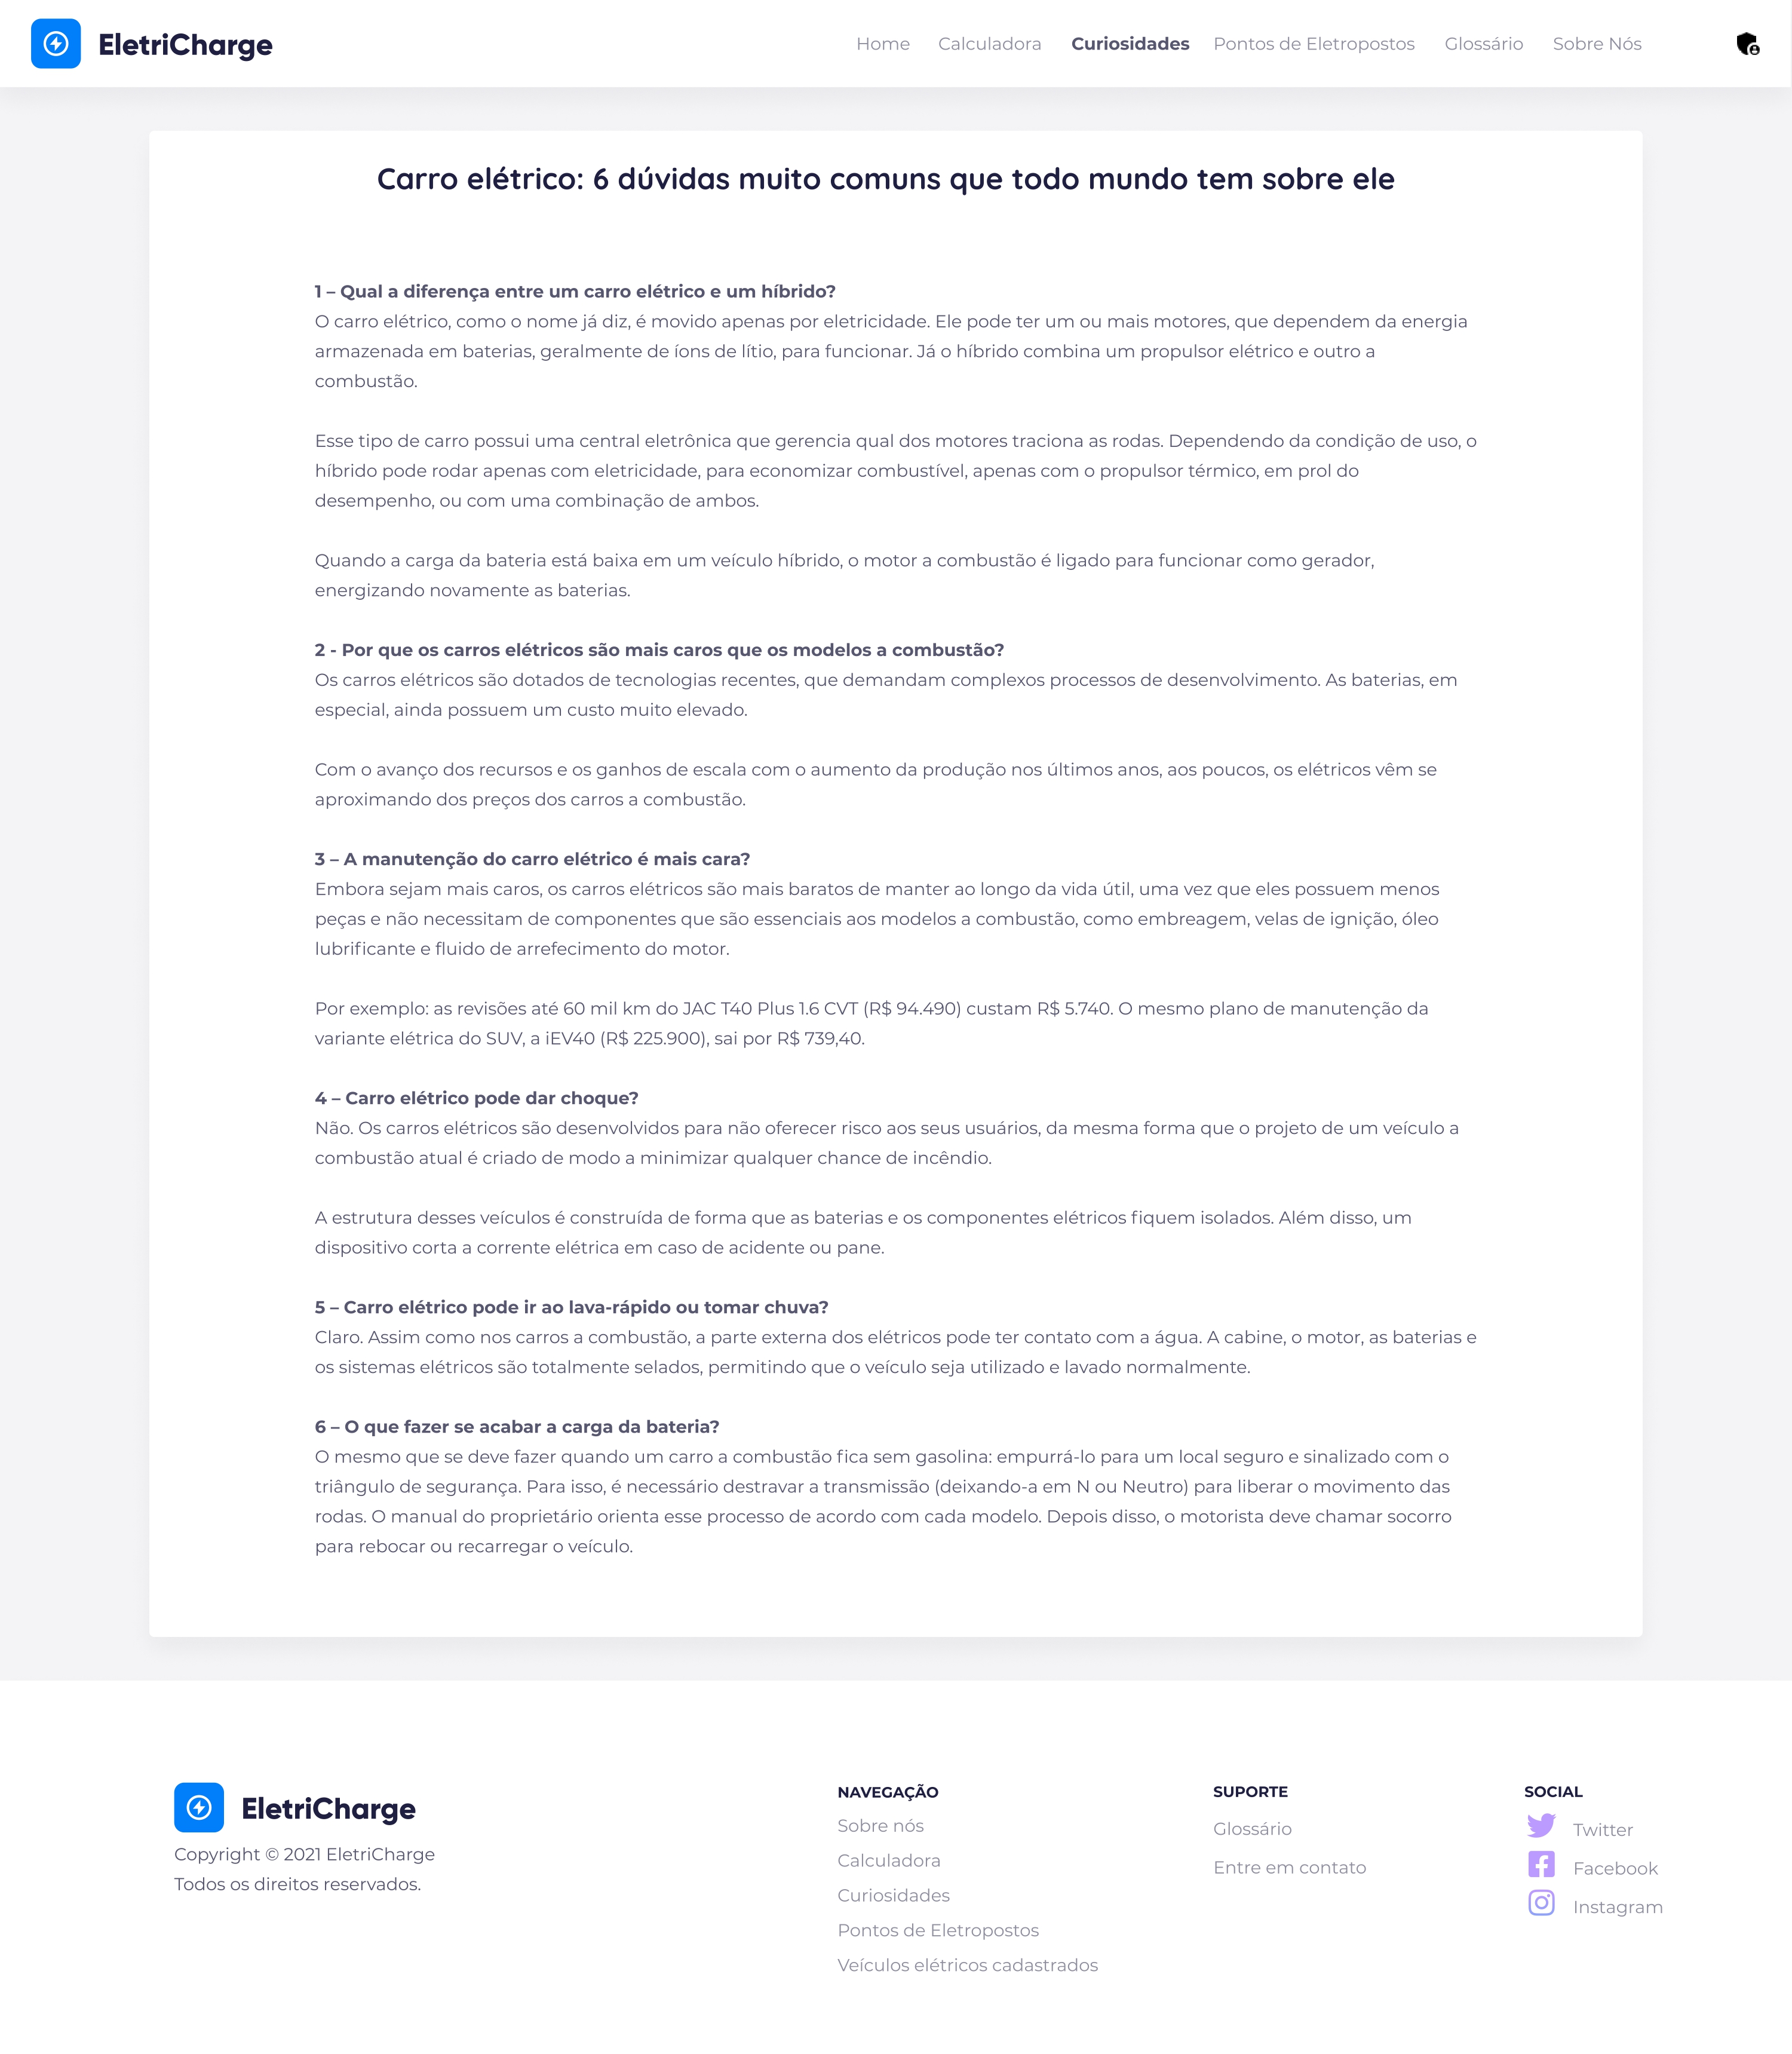 EletriCharge
Home Calculadora Curiosidades Pontos de Eletropostos Glossário Sobre Nós
Carro elétrico: 6 dúvidas muito comuns que todo mundo tem sobre ele
1 – Qual a diferença entre um carro elétrico e um híbrido?
O carro elétrico, como o nome já diz, é movido apenas por eletricidade. Ele pode ter um ou mais motores, que dependem da energia
armazenada em baterias, geralmente de íons de lítio, para funcionar. Já o híbrido combina um propulsor elétrico e outro a
combustão.
Esse tipo de carro possui uma central eletrônica que gerencia qual dos motores traciona as rodas. Dependendo da condição de uso, o
híbrido pode rodar apenas com eletricidade, para economizar combustível, apenas com o propulsor térmico, em prol do
desempenho, ou com uma combinação de ambos.
Quando a carga da bateria está baixa em um veículo híbrido, o motor a combustão é ligado para funcionar como gerador,
energizando novamente as baterias.
2 - Por que os carros elétricos são mais caros que os modelos a combustão?
Os carros elétricos são dotados de tecnologias recentes, que demandam complexos processos de desenvolvimento. As baterias, em
especial, ainda possuem um custo muito elevado.
Com o avanço dos recursos e os ganhos de escala com o aumento da produção nos últimos anos, aos poucos, os elétricos vêm se
aproximando dos preços dos carros a combustão.
3 – A manutenção do carro elétrico é mais cara?
Embora sejam mais caros, os carros elétricos são mais baratos de manter ao longo da vida útil, uma vez que eles possuem menos
peças e não necessitam de componentes que são essenciais aos modelos a combustão, como embreagem, velas de ignição, óleo
lubrificante e fluido de arrefecimento do motor.
Por exemplo: as revisões até 60 mil km do JAC T40 Plus 1.6 CVT (R$ 94.490) custam R$ 5.740. O mesmo plano de manutenção da
variante elétrica do SUV, a iEV40 (R$ 225.900), sai por R$ 739,40.
4 – Carro elétrico pode dar choque?
Não. Os carros elétricos são desenvolvidos para não oferecer risco aos seus usuários, da mesma forma que o projeto de um veículo a
combustão atual é criado de modo a minimizar qualquer chance de incêndio.
A estrutura desses veículos é construída de forma que as baterias e os componentes elétricos fiquem isolados. Além disso, um
dispositivo corta a corrente elétrica em caso de acidente ou pane.
5 – Carro elétrico pode ir ao lava-rápido ou tomar chuva?
Claro. Assim como nos carros a combustão, a parte externa dos elétricos pode ter contato com a água. A cabine, o motor, as baterias e
os sistemas elétricos são totalmente selados, permitindo que o veículo seja utilizado e lavado normalmente.
6 – O que fazer se acabar a carga da bateria?
O mesmo que se deve fazer quando um carro a combustão fica sem gasolina: empurrá-lo para um local seguro e sinalizado com o
triângulo de segurança. Para isso, é necessário destravar a transmissão (deixando-a em N ou Neutro) para liberar o movimento das
rodas. O manual do proprietário orienta esse processo de acordo com cada modelo. Depois disso, o motorista deve chamar socorro
para rebocar ou recarregar o veículo.
EletriCharge
Copyright © 2021 EletriCharge
Todos os direitos reservados.
NAVEGAÇÃO
Sobre nós
Calculadora
Curiosidades
Pontos de Eletropostos
Veículos elétricos cadastrados
SUPORTE
Glossário
Entre em contato
SOCIAL
Twitter
Facebook
Instagram